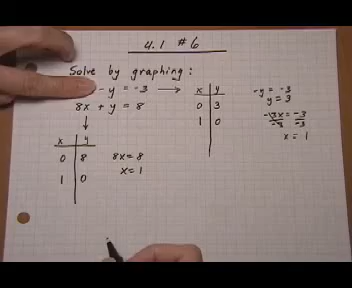 4.1 #6
Solve by graphing:
- y = -3 →
8x + y = 8
x y
0 3
1 0
-y = -3
y = 3
x = 1
x y
0 8
1 0
8x = 8
x = 1